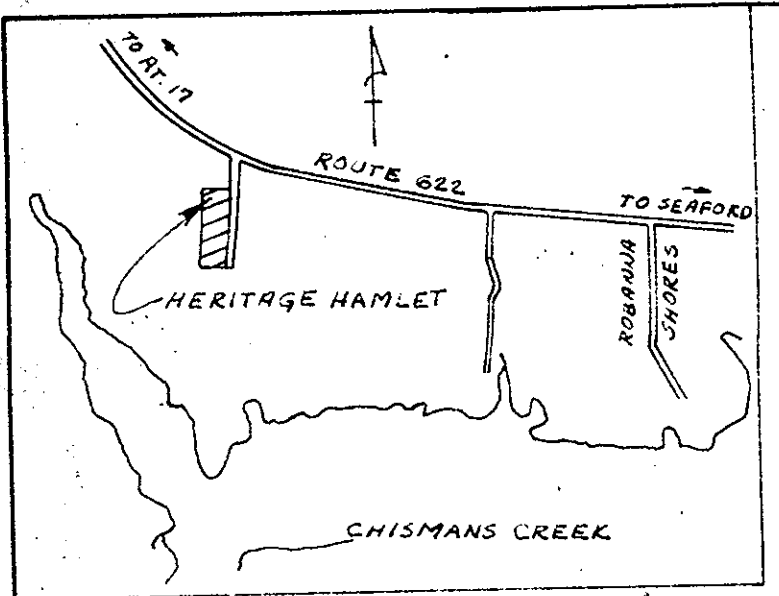 TO RT. 17
ROUTE 622
TO SEAFORD
ROBANNA
SHORES
HERITAGE HAMLET
CHISMANS CREEK